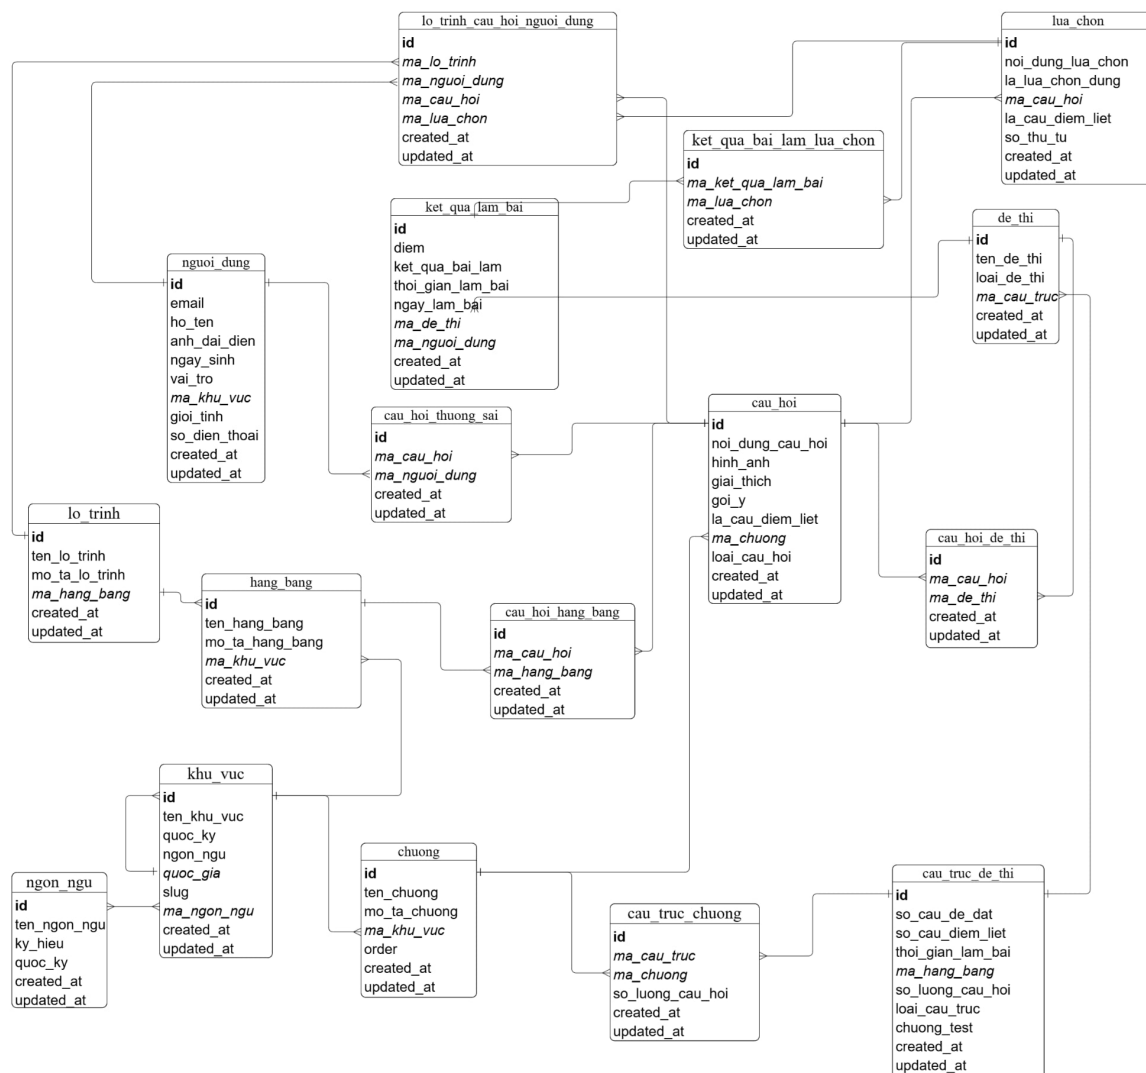 lo_trinh_cau_hoi_nguoi_dung
id
ma_lo_trinh
ma_nguoi_dung
ma_cau_hoi
ma_lua_chon
created_at
updated_at
lua_chon
id
noi_dung_lua_chon
la_lua_chon_dung
ma_cau_hoi
la_cau_diem_liet
so_thu_tu
created_at
updated_at
ket_qua_bai_lam_lua_chon
id
ma_ket_qua_lam_bai
ma_lua_chon
created_at
updated_at
ket_qua_lam_bai
id
diem
ket_qua_bai_lam
thoi_gian_lam_bai
ngay_lam_bai
ma_de_thi
ma_nguoi_dung
created_at
updated_at
de_thi
id
ten_de_thi
loai_de_thi
ma_cau_truc
created_at
updated_at
nguoi_dung
id
email
ho_ten
anh_dai_dien
ngay_sinh
vai_tro
ma_khu_vuc
gioi_tinh
so_dien_thoai
created_at
updated_at
cau_hoi_thuong_sai
id
ma_cau_hoi
ma_nguoi_dung
created_at
updated_at
cau_hoi
id
noi_dung_cau_hoi
hinh_anh
giai_thich
goi_y
la_cau_diem_liet
ma_chuong
loai_cau_hoi
created_at
updated_at
lo_trinh
id
ten_lo_trinh
mo_ta_lo_trinh
ma_hang_bang
created_at
updated_at
cau_hoi_de_thi
id
ma_cau_hoi
ma_de_thi
created_at
updated_at
hang_bang
id
ten_hang_bang
mo_ta_hang_bang
ma_khu_vuc
created_at
updated_at
cau_hoi_hang_bang
id
ma_cau_hoi
ma_hang_bang
created_at
updated_at
khu_vuc
id
ten_khu_vuc
quoc_ky
ngon_ngu
quoc_gia
slug
ma_ngon_ngu
created_at
updated_at
ngon_ngu
id
ten_ngon_ngu
ky_hieu
quoc_ky
created_at
updated_at
chuong
id
ten_chuong
mo_ta_chuong
ma_khu_vuc
order
created_at
updated_at
cau_truc_chuong
id
ma_cau_truc
ma_chuong
so_luong_cau_hoi
created_at
updated_at
cau_truc_de_thi
id
so_cau_de_dat
so_cau_diem_liet
thoi_gian_lam_bai
ma_hang_bang
so_luong_cau_hoi
loai_cau_truc
chuong_test
created_at
updated_at